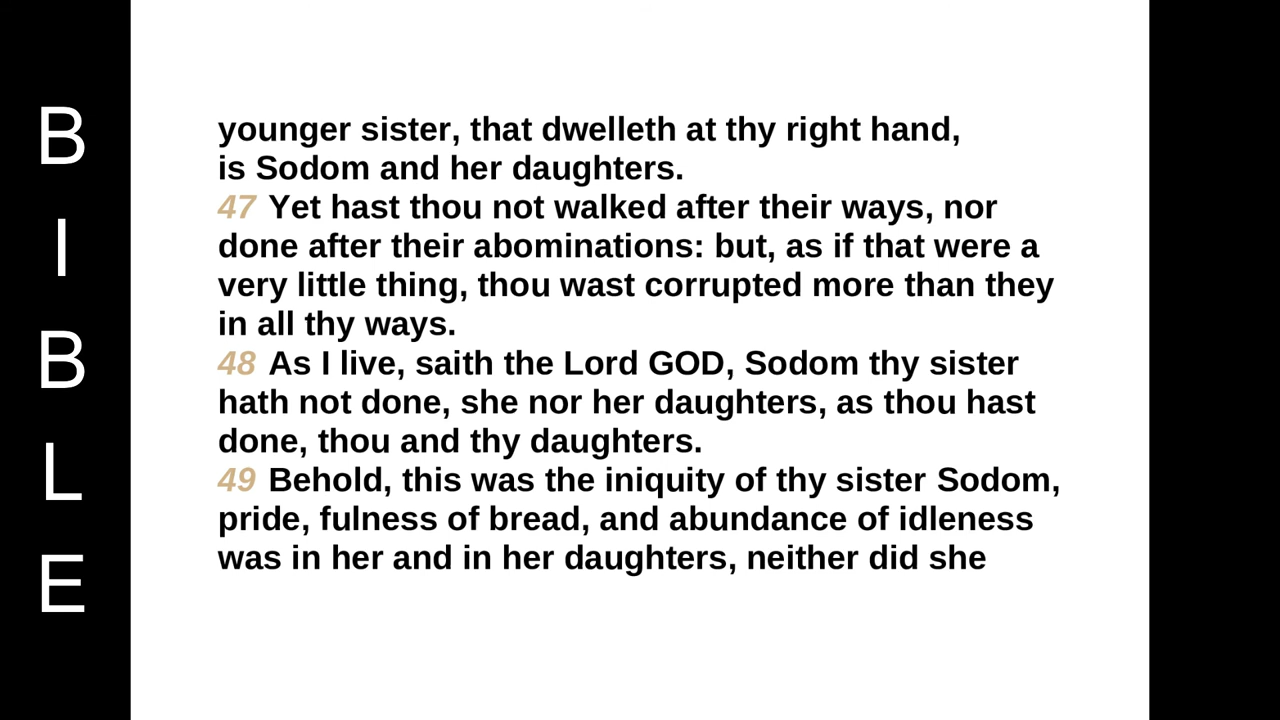 BIBLE
younger sister, that dwelleth at thy right hand,
is Sodom and her daughters.
47 Yet hast thou not walked after their ways, nor
done after their abominations: but, as if that were a
very little thing, thou wast corrupted more than they
in all thy ways.
48 As I live, saith the Lord GOD, Sodom thy sister
hath not done, she nor her daughters, as thou hast
done, thou and thy daughters.
49 Behold, this was the iniquity of thy sister Sodom,
pride, fulness of bread, and abundance of idleness
was in her and in her daughters, neither did she